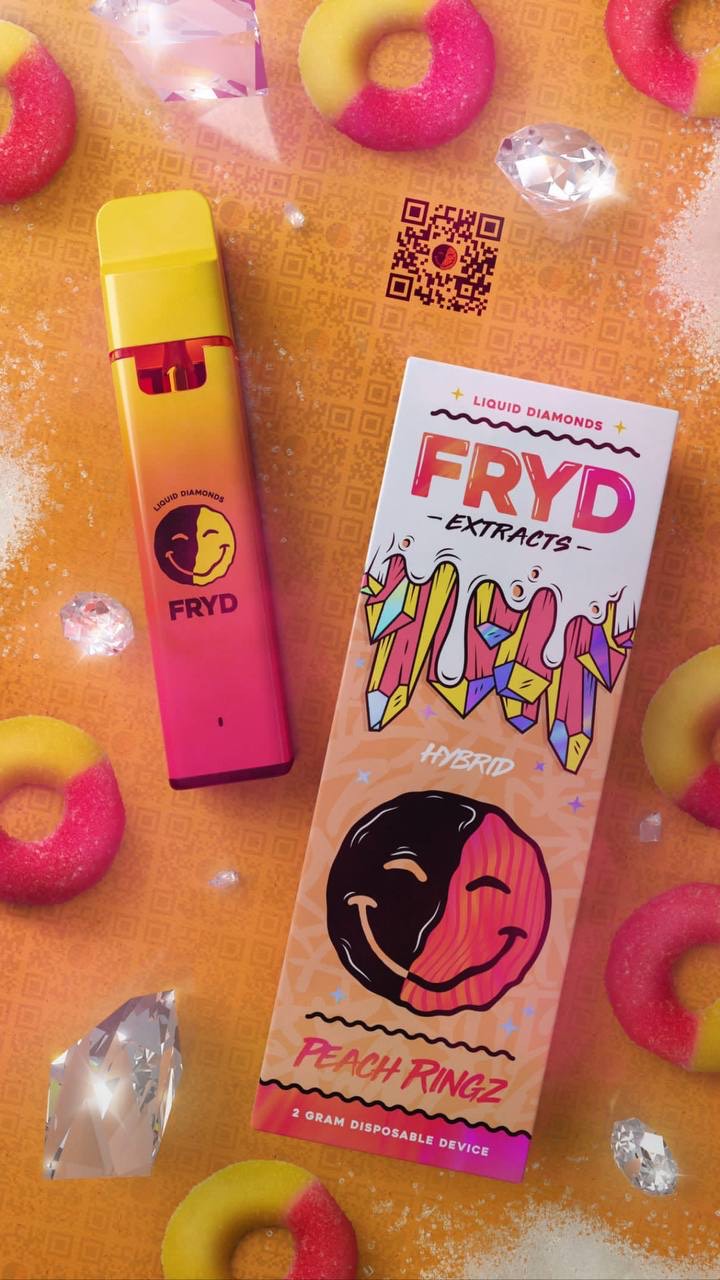 LIQUID DIAMONDS
FRYD
LIQUID DIAMONDS
FRYD
EXTRACTS
HYBRID
PEACH RINGZ
2 GRAM DISPOSABLE DEVICE